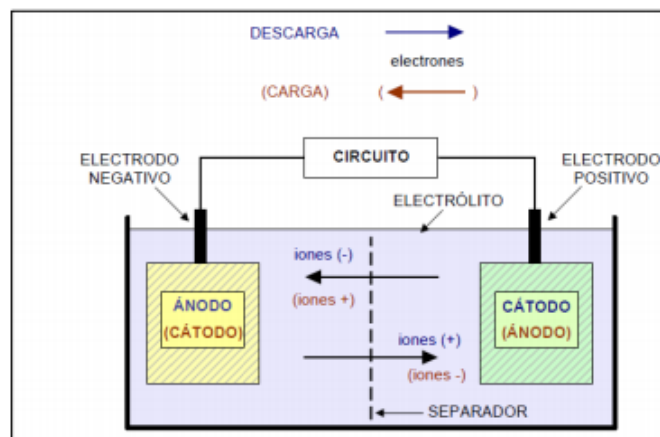 DESCARGA
electrones
(CARGA)
( )
ELECTRODO
NEGATIVO
CIRCUITO
ELECTRODO
POSITIVO
ELECTRÓLITO
iones (-)
(iones +)
ÁNODO
(CÁTODO)
CÁTODO
(ÁNODO)
iones (+)
(iones -)
SEPARADOR